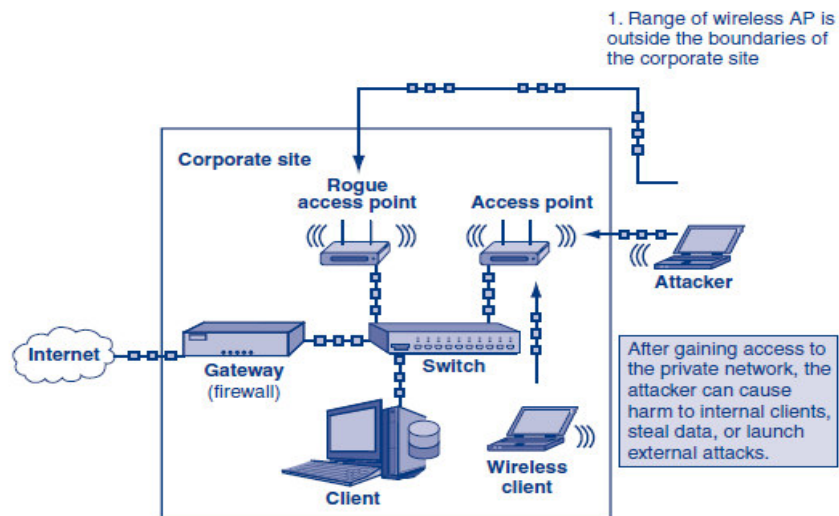 1. Range of wireless AP is
outside the boundaries of
the corporate site
Corporate site
Rogue
access point
Access point
Attacker
Internet
Gateway
(firewall)
Switch
After gaining access to
the private network, the
attacker can cause
harm to internal clients,
steal data, or launch
external attacks.
Client
Wireless
client